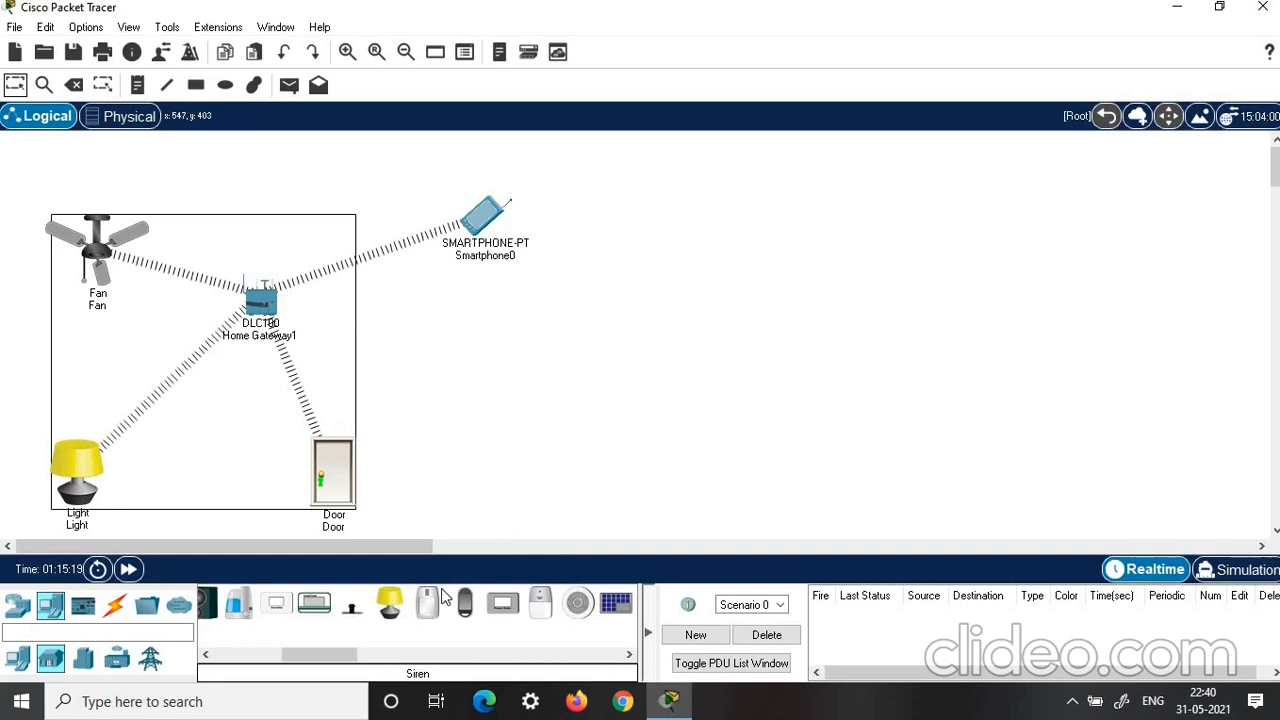 Cisco Packet Tracer
File Edit Options View Tools Extensions Window Help
?
Logical Physical x: 547, y: 403 [Root] 15:04:00
SMARTPHONE-PT
Smartphone0
Fan
Fan
DLC100
Home Gateway1
Light
Light
Door
Door
Time: 01:15:19 Realtime Simulation
Scenario 0
New Delete
Toggle PDU List Window
Fire Last Status Source Destination Type Color Time(sec) Periodic Num Edit Dele
Siren
clideo.com
Type here to search
ENG 22:40
31-05-2021